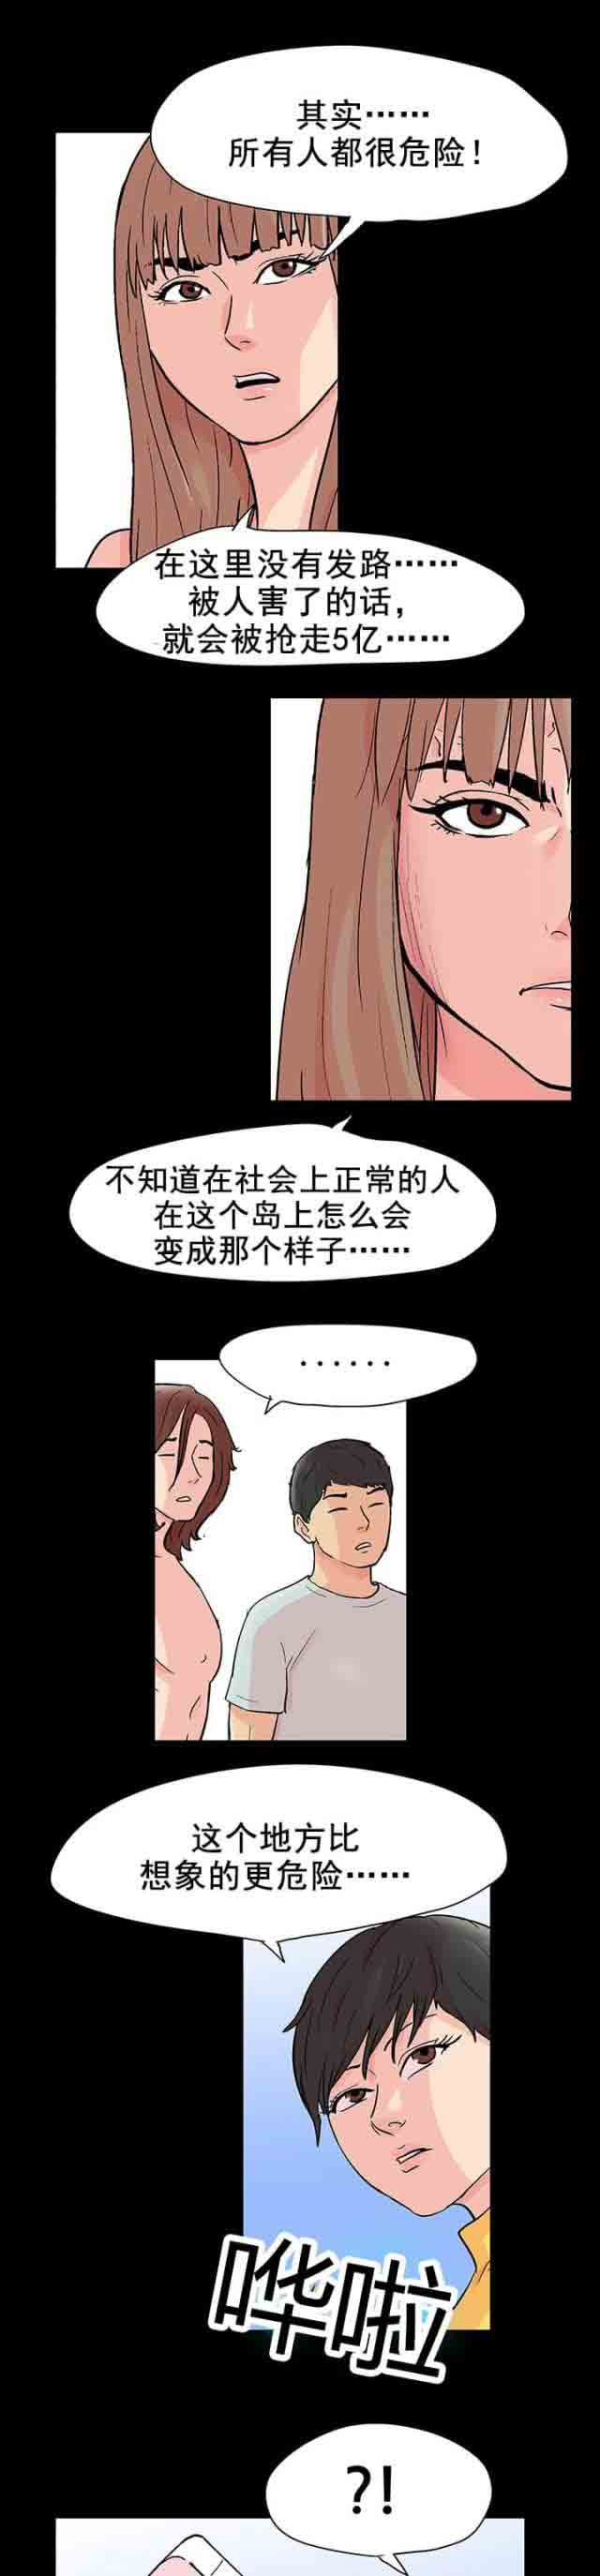 其实……
所有人都很危险！
在这里没有发路……
被人害了的话，
就会被抢走5亿……
不知道在社会上正常的人
在这个岛上怎么会
变成那个样子……
······
这个地方比
想象的更危险……
哗啦
?!